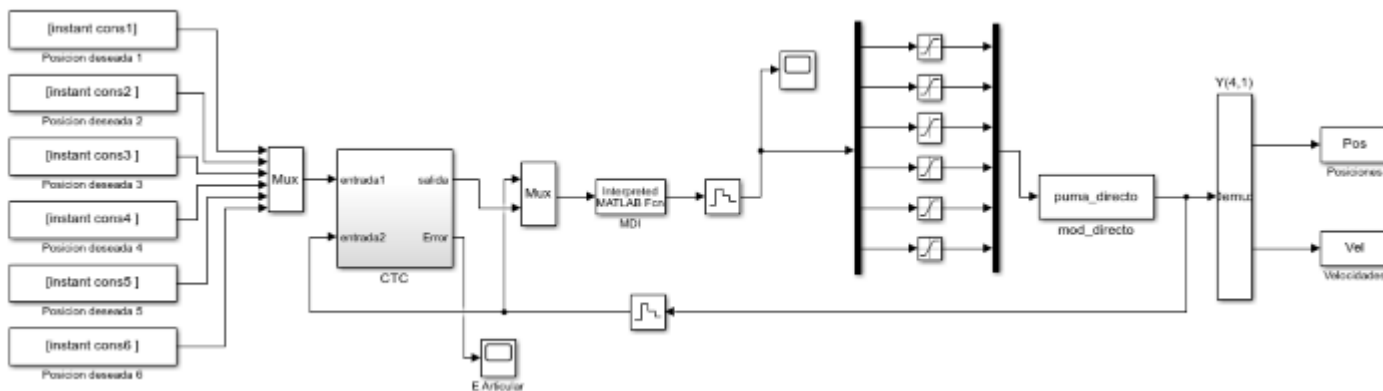 [instant cons1]
Posicion deseada 1
[instant cons2 ]
Posicion deseada 2
[instant cons3 ]
Posicion deseada 3
[instant cons4 ]
Posicion deseada 4
[instant cons5 ]
Posicion deseada 5
[instant cons6 ]
Posicion deseada 6
Mux
entrada1
salida
entrada2
Error
CTC
E Articular
Mux
Interpreted
MATLAB Fcn
MDI
puma_directo
mod_directo
Y(4,1)
Demux
Pos
Posiciones
Vel
Velocidades